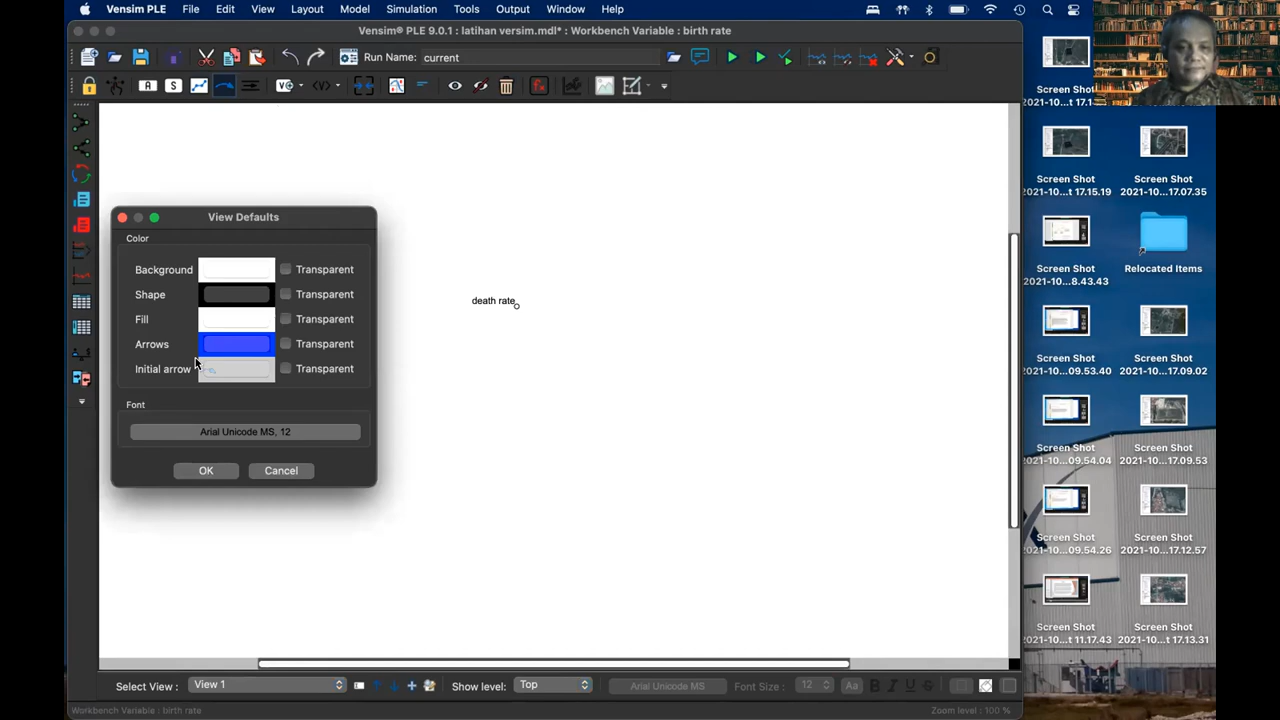 Vensim PLE File Edit View Layout Model Simulation Tools Output Window Help
Vensim® PLE 9.0.1 : latihan versim.mdl* : Workbench Variable : birth rate
Run Name: current
A S
View Defaults
Color
Background Transparent
Shape Transparent
Fill Transparent
Arrows Transparent
Initial arrow Transparent
Font
Arial Unicode MS, 12
OK Cancel
death rate
Screen Shot
2021-10...t 17.15.19
Screen Shot
2021-10...17.07.35
Screen Shot
Relocated Items
Screen Shot
2021-10...09.53.40
Screen Shot
2021-10...17.09.02
Screen Shot
2021-10...09.54.04
Screen Shot
2021-10...17.09.53
Screen Shot
2021-10...09.54.26
Screen Shot
2021-10...17.12.57
Screen Shot
2021-10... 11.17.43
Screen Shot
2021-10...t 17.13.31
Select View : View 1 Show level: Top Arial Unicode MS Font Size : 12 Aa B I U S
Workbench Variable : birth rate
Zoom level : 100 %